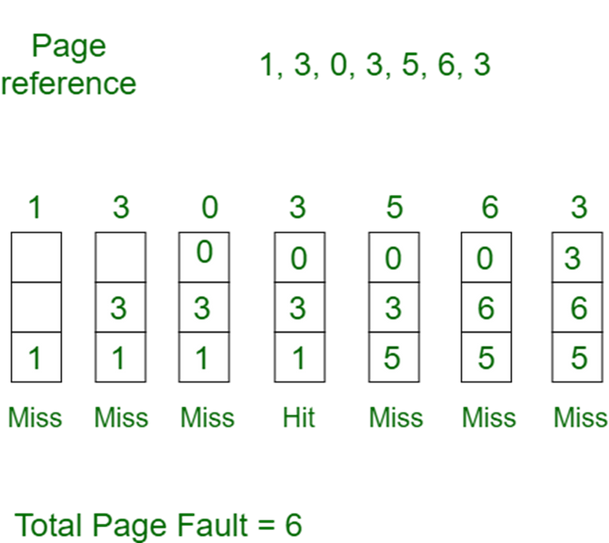 Page
reference
1, 3, 0, 3, 5, 6, 3
1 3 0 3 5 6 3
0 0 0 0 3
3 3 3 3 6 6
1 1 1 1 5 5 5
Miss Miss Miss Hit Miss Miss Miss
Total Page Fault = 6